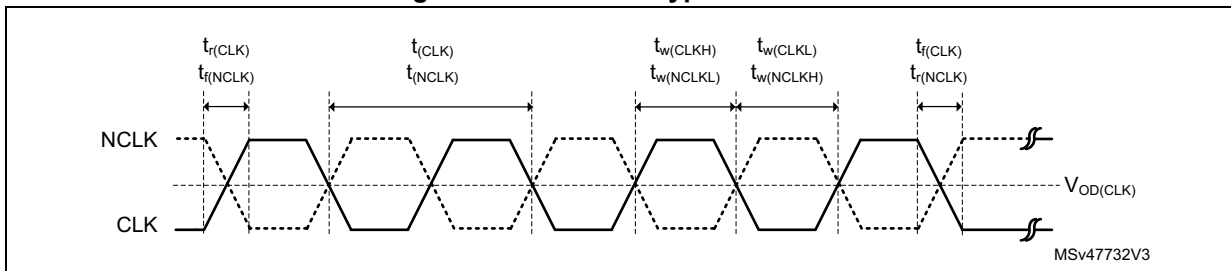 t_r(CLK) t_(CLK) t_w(CLKH) t_w(CLKL) t_f(CLK)
t_f(NCLK) t_(NCLK) t_w(NCLKL) t_w(NCLKH) t_r(NCLK)
NCLK
V_OD(CLK)
CLK
MSv47732V3